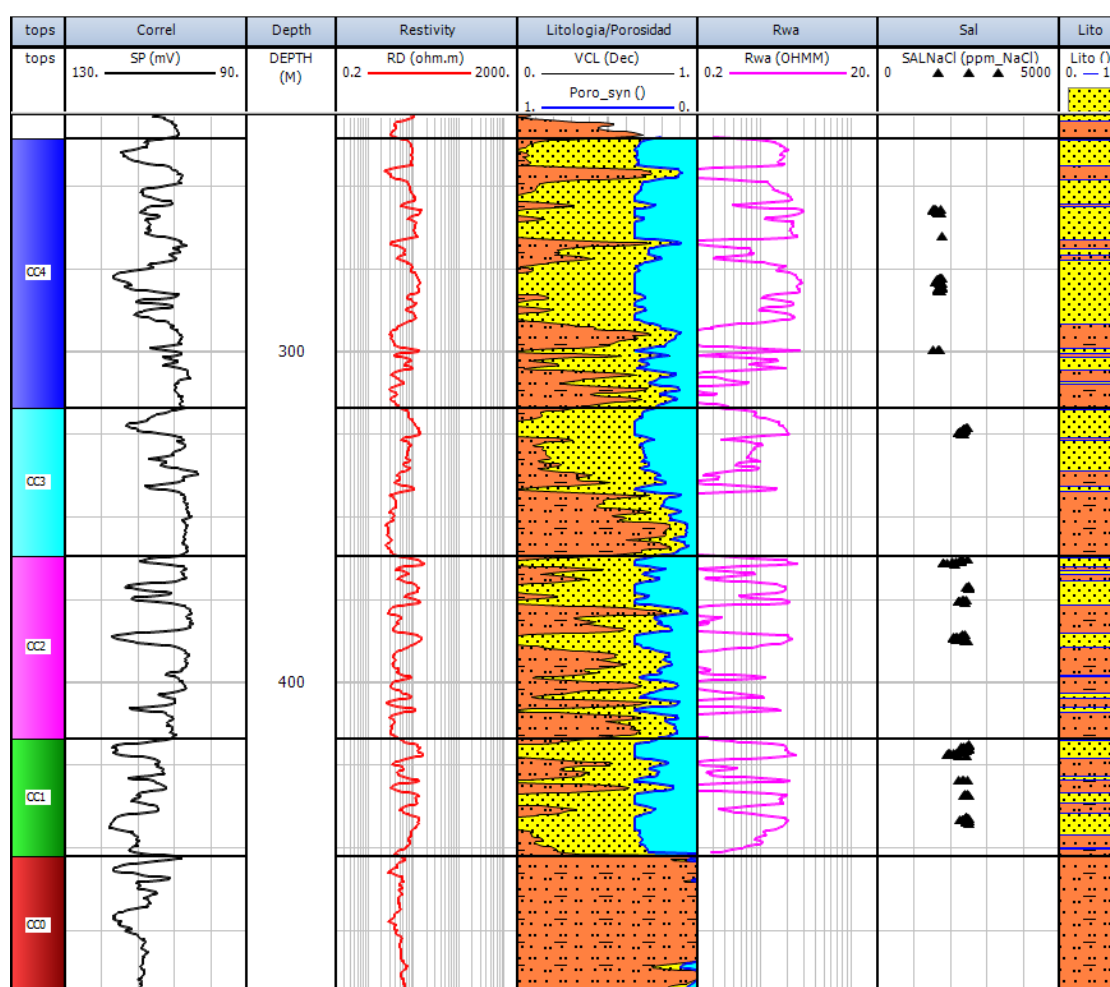 tops Correl Depth Restivity Litologia/Porosidad Rwa Sal Lito
tops SP (mV) DEPTH RD (ohm.m) VCL (Dec) Rwa (OHMM) SALNaCl (ppm_NaCl) Lito ()
130. 90. (M) 0.2 2000. 0. 1. 0.2 20. 0 5000 0. 1
Poro_syn ()
1. 0.
CC4
300
CC3
CC2
400
CC1
CC0